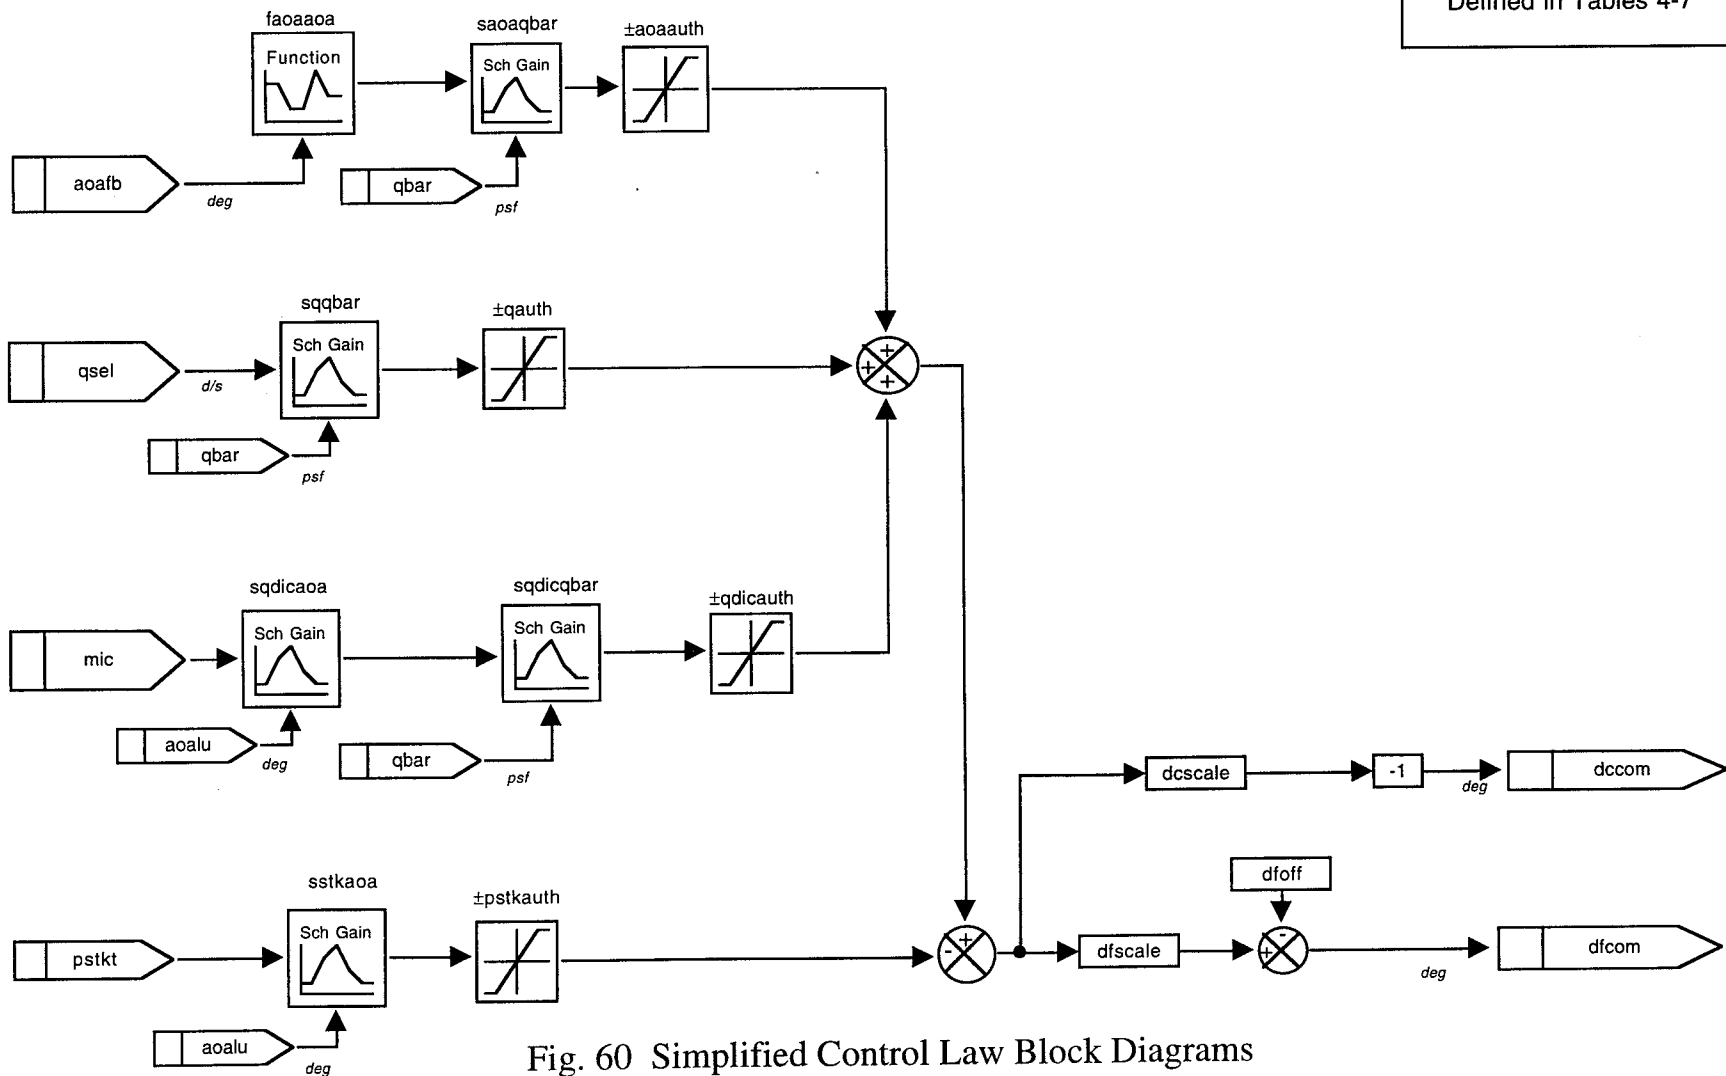 Defined in Tables 4-7
faoaaoa
Function
saoaqbar
Sch Gain
±aoaauth
aoafb
deg
qbar
psf
sqqbar
Sch Gain
±qauth
qsel
d/s
qbar
psf
+
+
+
sqdicaoa
Sch Gain
sqdicqbar
Sch Gain
±qdicauth
mic
aoalu
deg
qbar
psf
dcscale
-1
deg
dccom
sstkaoa
Sch Gain
±pstkauth
pstkt
aoalu
deg
+
-
dfoff
dfscale
-
+
deg
dfcom
Fig. 60 Simplified Control Law Block Diagrams